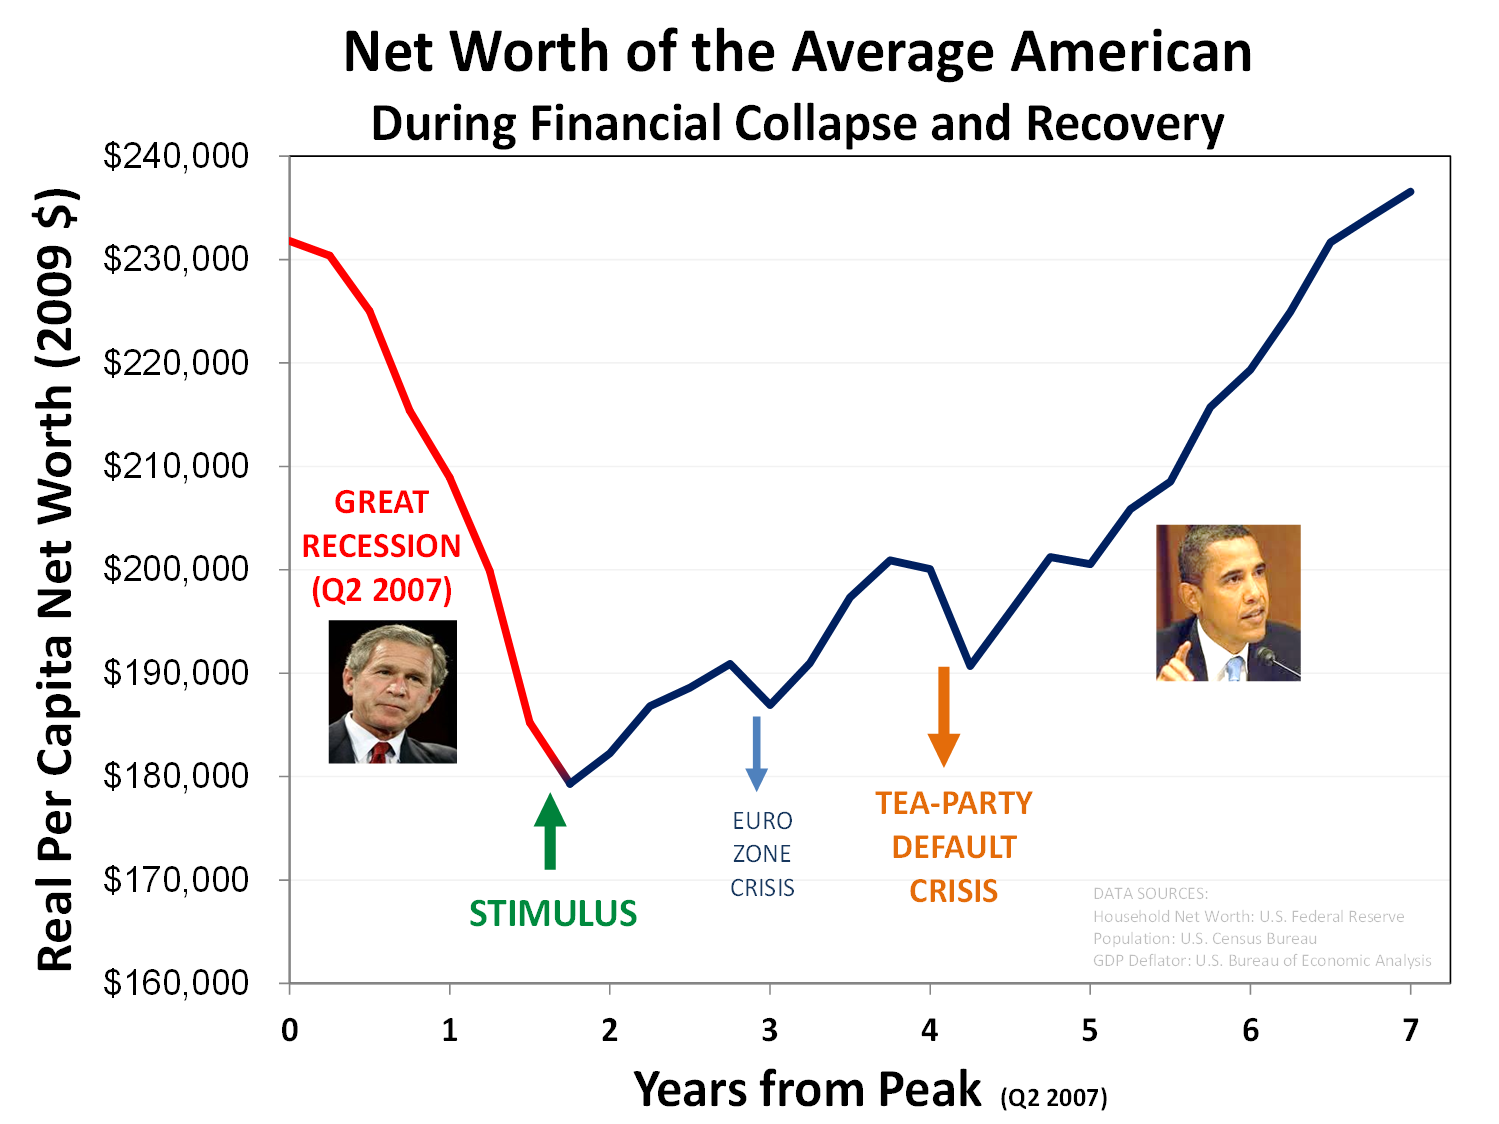 Net Worth of the Average American
During Financial Collapse and Recovery
Real Per Capita Net Worth (2009 $)
$240,000
$230,000
$220,000
$210,000
$200,000
$190,000
$180,000
$170,000
$160,000
GREAT
RECESSION
(Q2 2007)
STIMULUS
EURO
ZONE
CRISIS
TEA-PARTY
DEFAULT
CRISIS
DATA SOURCES:
Household Net Worth: U.S. Federal Reserve
Population: U.S. Census Bureau
GDP Deflator: U.S. Bureau of Economic Analysis
0 1 2 3 4 5 6 7
Years from Peak (Q2 2007)